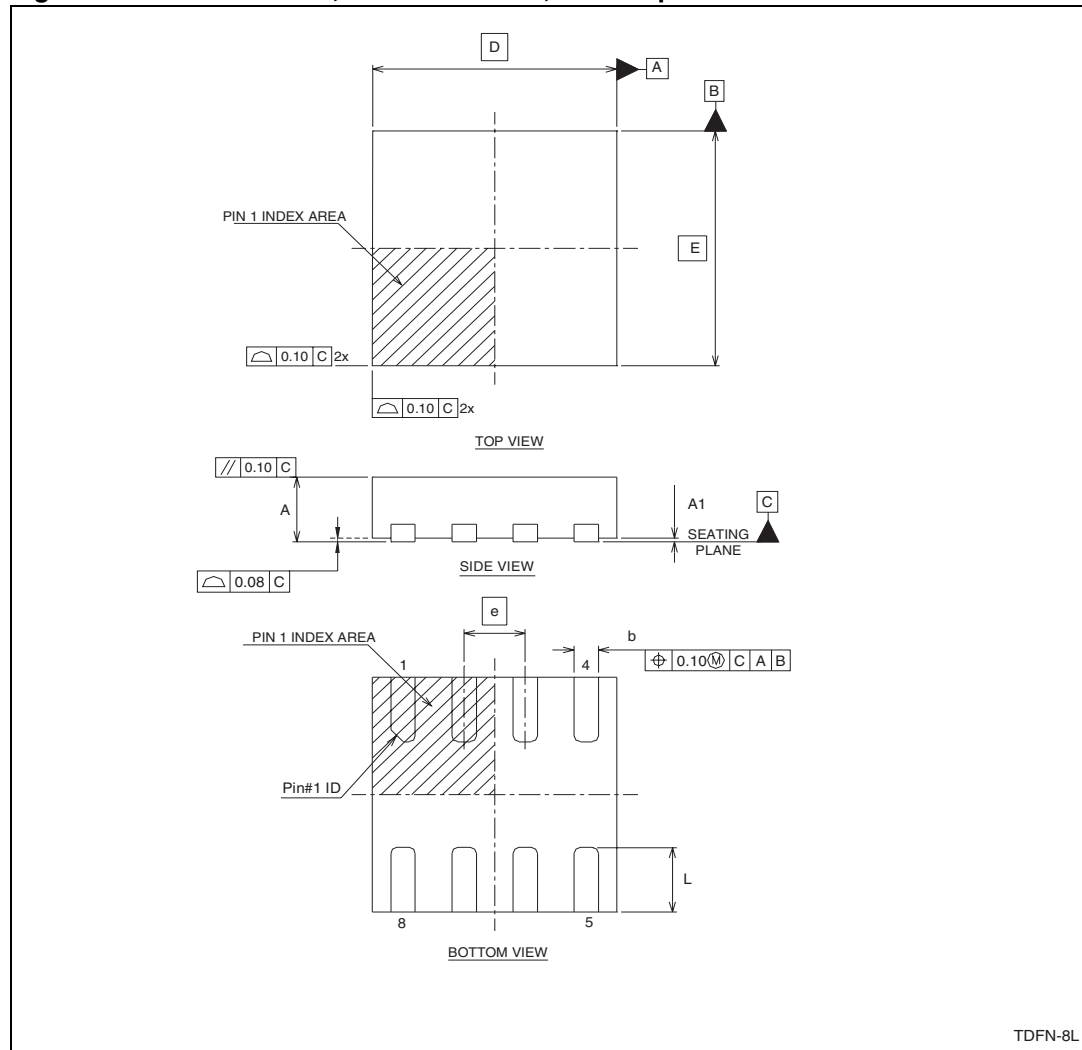 D
A
B
PIN 1 INDEX AREA
E
0.10 C 2x
0.10 C 2x
TOP VIEW
// 0.10 C
A
A1
C
SEATING
PLANE
0.08 C
SIDE VIEW
e
PIN 1 INDEX AREA
b
1
4
⌖ 0.10 Ⓜ C A B
Pin#1 ID
L
8
5
BOTTOM VIEW
TDFN-8L